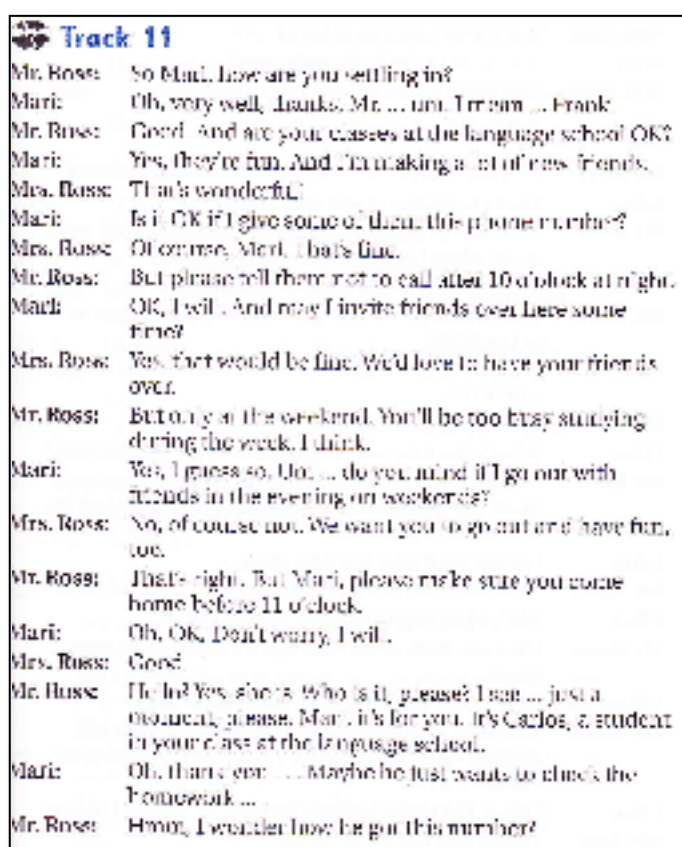 Track 11
Mr. Ross: So Mari, how are you settling in?
Mari: Oh, very well, thanks, Mr. ... um, I mean ... Frank.
Mr. Ross: Good. And are your classes at the language school OK?
Mari: Yes, they're fun. And I'm making a lot of new friends.
Mrs. Ross: That's wonderful!
Mari: Is it OK if I give some of them this phone number?
Mrs. Ross: Of course, Mari. That's fine.
Mr. Ross: But please tell them not to call after 10 o'clock at night.
Mari: OK, I will. And may I invite friends over here some
time?
Mrs. Ross: Yes, that would be fine. We'd love to have your friends
over.
Mr. Ross: But only at the weekend. You'll be too busy studying
during the week, I think.
Mari: Yes, I guess so. Um ... do you mind if I go out with
friends in the evening on weekends?
Mrs. Ross: No, of course not. We want you to go out and have fun,
too.
Mr. Ross: That's right. But Mari, please make sure you come
home before 11 o'clock.
Mari: Oh, OK. Don't worry, I will.
Mrs. Ross: Good.
Mr. Ross: Hello? Yes, she is. Who is it, please? I see ... just a
moment, please. Mari, it's for you. It's Carlos, a student
in your class at the language school.
Mari: Oh, thank you ... Maybe he just wants to check the
homework ...
Mr. Ross: Hmm, I wonder how he got this number?